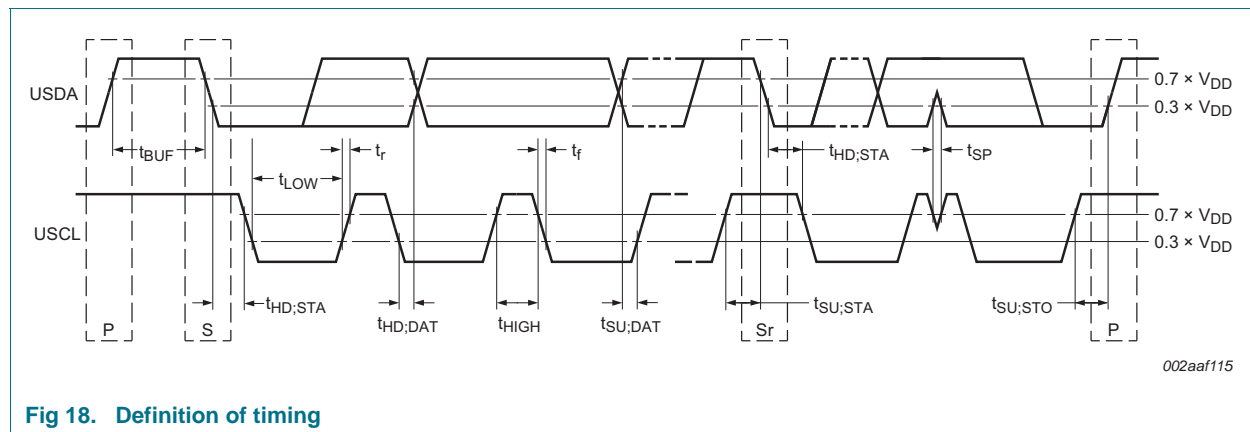 USDA
0.7 × VDD
0.3 × VDD
tBUF
tr
tf
tHD;STA
tSP
tLOW
USCL
0.7 × VDD
0.3 × VDD
tHD;STA
tHD;DAT
tHIGH
tSU;DAT
tSU;STA
tSU;STO
P
S
Sr
P
002aaf115
Fig 18. Definition of timing